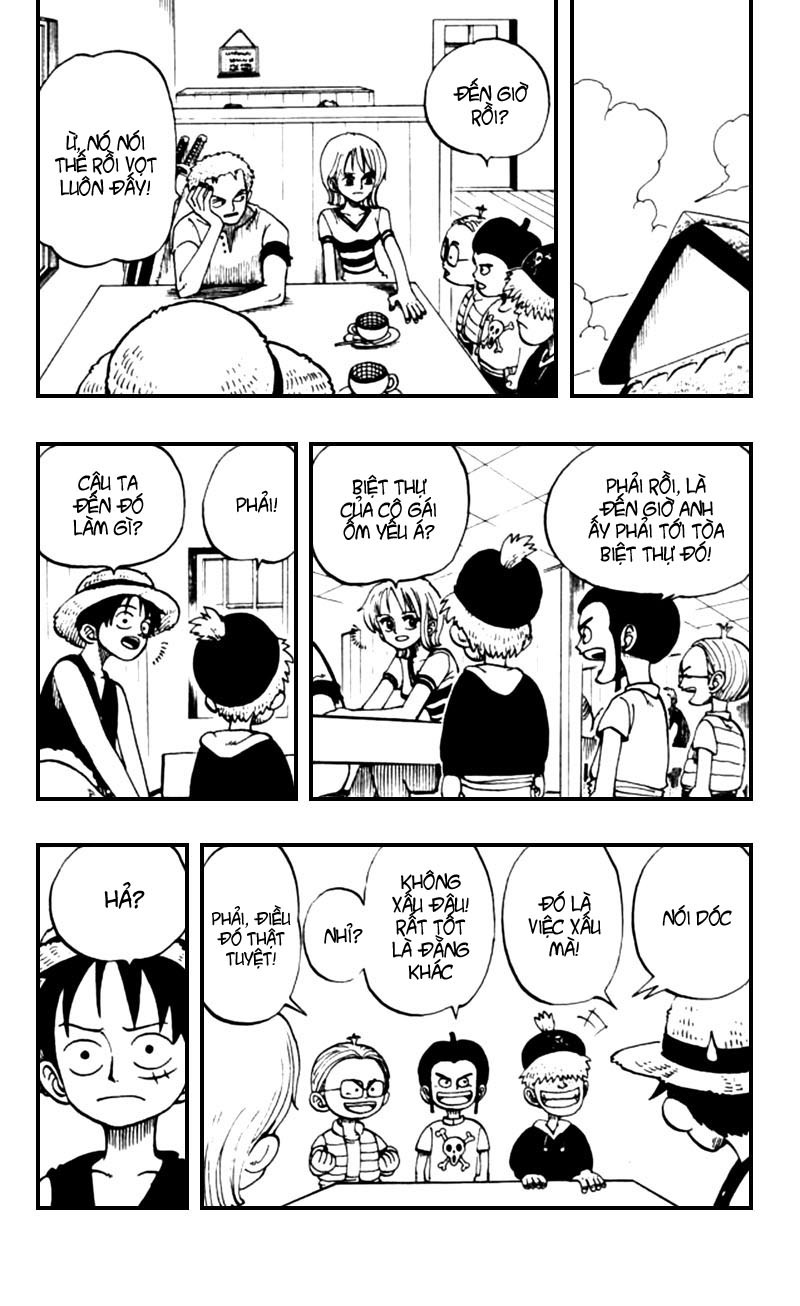 ĐẾN GIỜ
RỒI?
Ừ, NÓ NÓI
THẾ RỒI VỌT
LUÔN ĐẤY!
PHẢI RỒI, LÀ
ĐẾN GIỜ ANH
ẤY PHẢI TỚI TÒA
BIỆT THỰ ĐÓ!
BIỆT THỰ
CỦA CÔ GÁI
ỐM YẾU Á?
PHẢI!
CẬU TA
ĐẾN ĐÓ
LÀM GÌ?
NÓI DÓC
ĐÓ LÀ
VIỆC XẤU
MÀ!
KHÔNG
XẤU ĐÂU!
RẤT TỐT
LÀ ĐẰNG
KHÁC
NHỈ?
PHẢI, ĐIỀU
ĐÓ THẬT
TUYỆT!
HẢ?